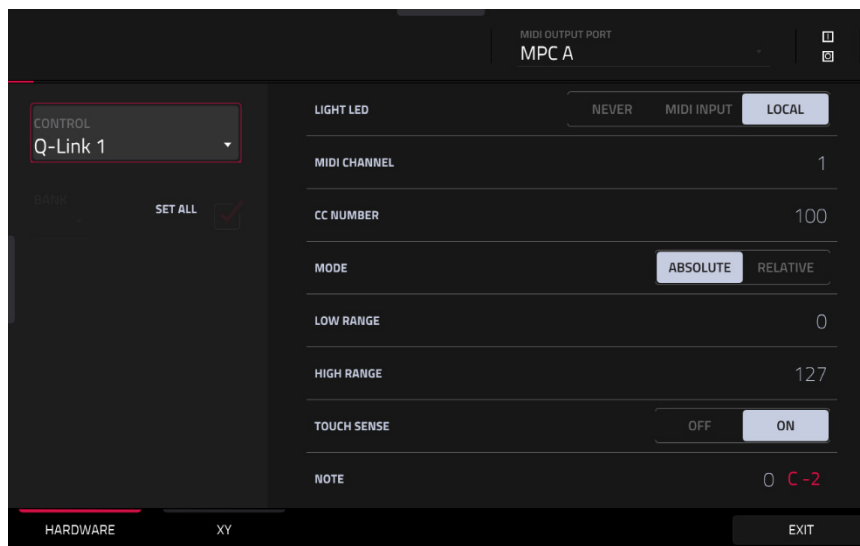 MIDI OUTPUT PORT
MPC A
CONTROL
Q-Link 1
BANK
SET ALL
LIGHT LED NEVER MIDI INPUT LOCAL
MIDI CHANNEL 1
CC NUMBER 100
MODE ABSOLUTE RELATIVE
LOW RANGE 0
HIGH RANGE 127
TOUCH SENSE OFF ON
NOTE 0 C -2
HARDWARE XY EXIT